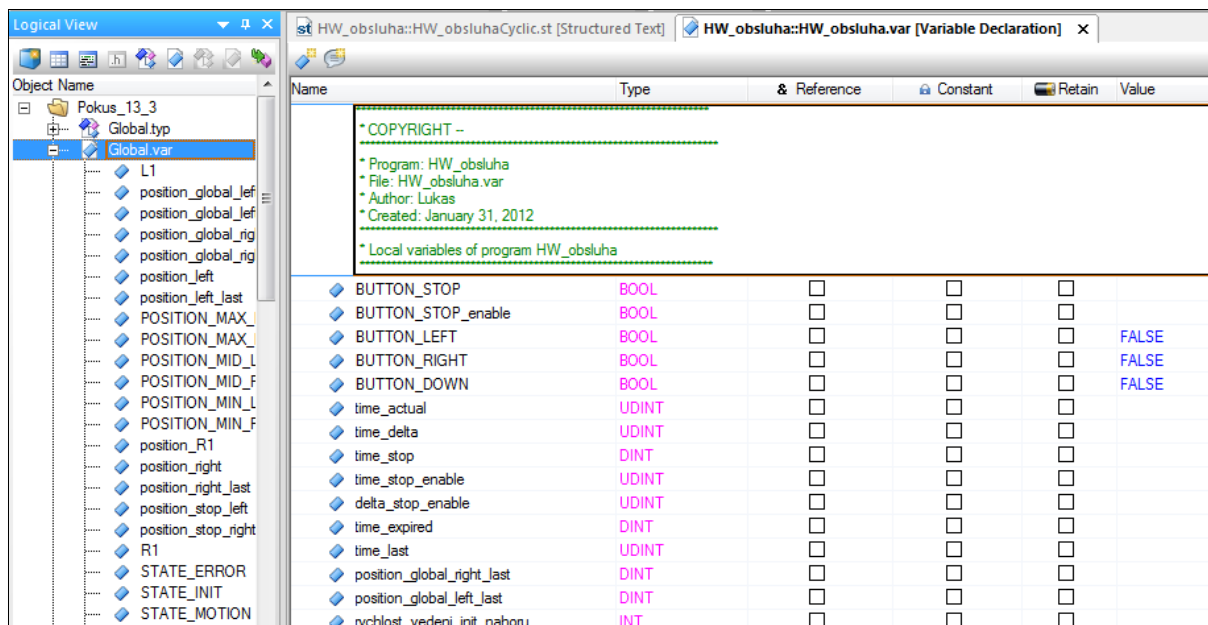 Logical View
Object Name
Pokus_13_3
Global.typ
Global.var
L1
position_global_lef
position_global_lef
position_global_rig
position_global_rig
position_left
position_left_last
POSITION_MAX_
POSITION_MAX_
POSITION_MID_L
POSITION_MID_F
POSITION_MIN_L
POSITION_MIN_F
position_R1
position_right
position_right_last
position_stop_left
position_stop_right
R1
STATE_ERROR
STATE_INIT
STATE_MOTION
st HW_obsluha::HW_obsluhaCyclic.st [Structured Text]
HW_obsluha::HW_obsluha.var [Variable Declaration]
Name Type & Reference Constant Retain Value
* COPYRIGHT --
* Program: HW_obsluha
* File: HW_obsluha.var
* Author: Lukas
* Created: January 31, 2012
* Local variables of program HW_obsluha
BUTTON_STOP BOOL
BUTTON_STOP_enable BOOL
BUTTON_LEFT BOOL FALSE
BUTTON_RIGHT BOOL FALSE
BUTTON_DOWN BOOL FALSE
time_actual UDINT
time_delta UDINT
time_stop DINT
time_stop_enable UDINT
delta_stop_enable UDINT
time_expired DINT
time_last UDINT
position_global_right_last DINT
position_global_left_last DINT
rychlost_vedeni_init_nahoru INT